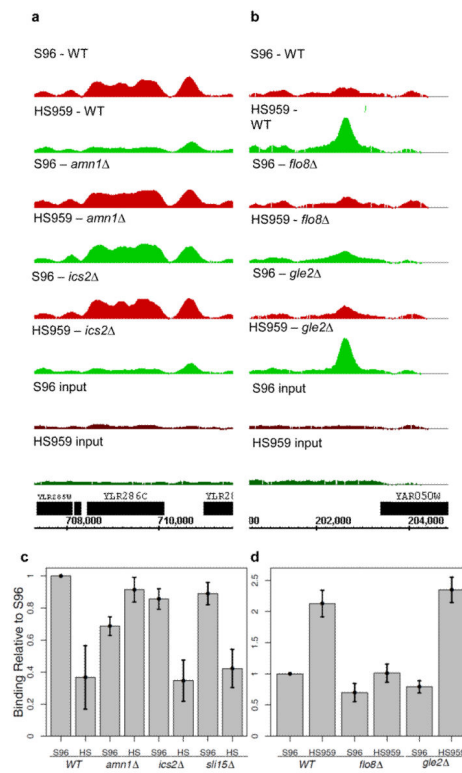 a
b
S96 - WT
S96 - WT
HS959 - WT
HS959 -
WT
S96 – amn1Δ
S96 – flo8Δ
HS959 – amn1Δ
HS959 - flo8Δ
S96 – ics2Δ
S96 – gle2Δ
HS959 – ics2Δ
HS959 – gle2Δ
S96 input
S96 input
HS959 input
HS959 input
YLR285W
YLR286C
YLR28
YAR050W
708,000
710,000
00
202,000
204,000
c
d
Binding Relative to S96
0
0.2
0.4
0.6
0.8
1
0
0.5
1
1.5
2
2.5
S96
HS
S96
HS
S96
HS
S96
HS
WT
amn1Δ
ics2Δ
sli15Δ
S96
HS959
S96
HS959
S96
HS959
WT
flo8Δ
gle2Δ